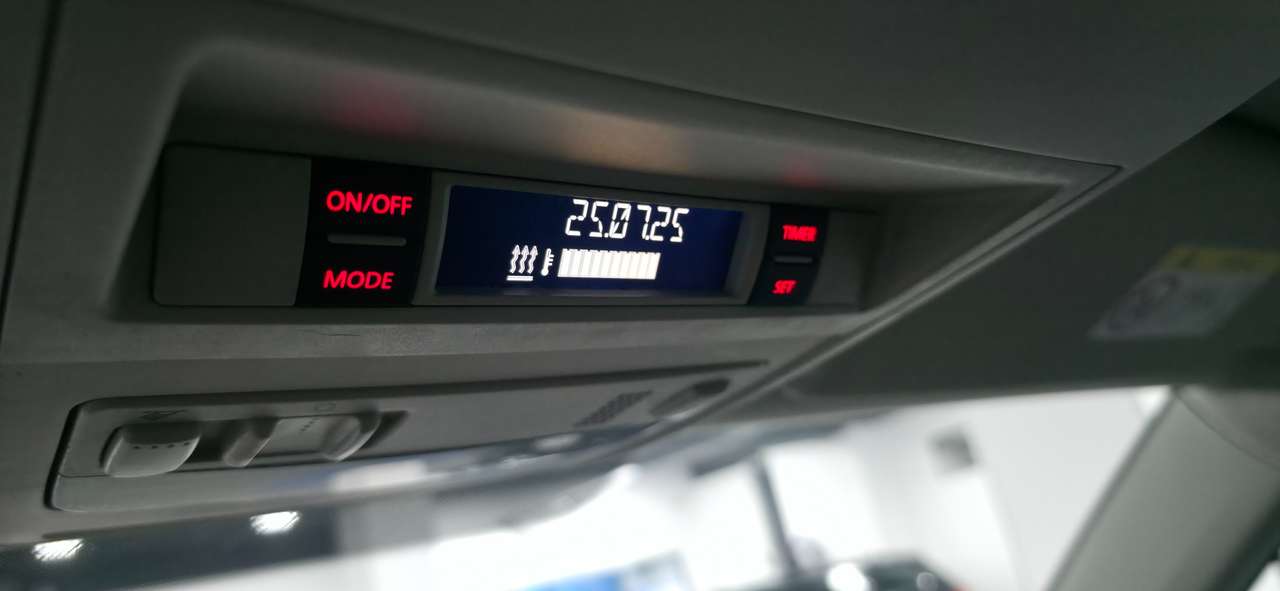 ON/OFF
MODE
25.07.25
TIMER
SET